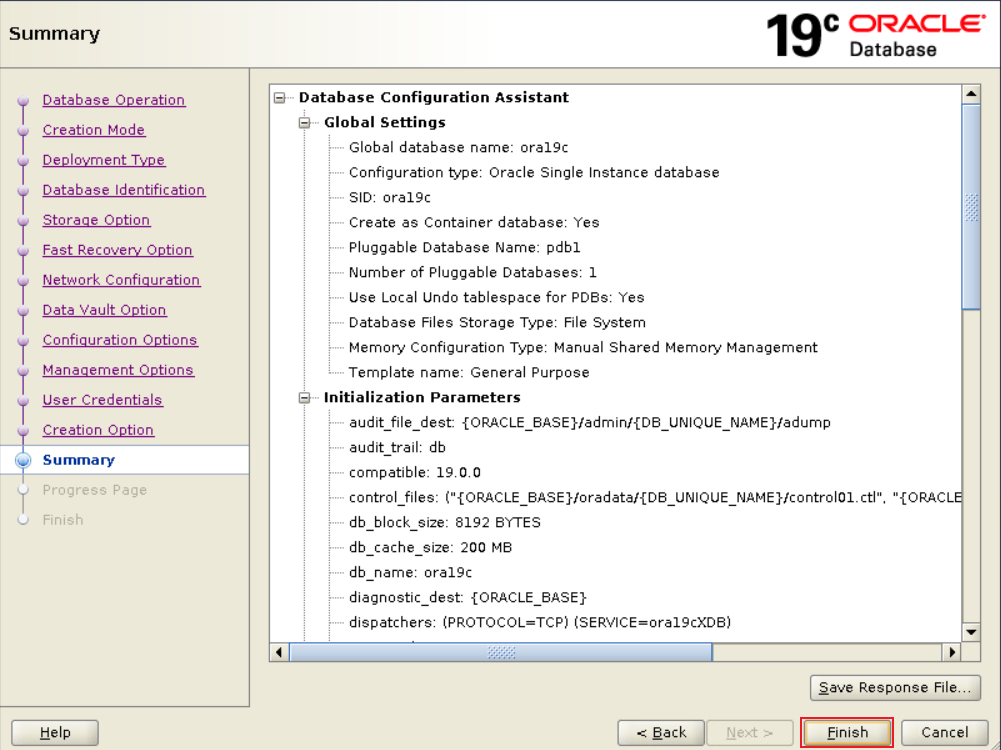 Summary
19c ORACLE
Database
Database Operation
Creation Mode
Deployment Type
Database Identification
Storage Option
Fast Recovery Option
Network Configuration
Data Vault Option
Configuration Options
Management Options
User Credentials
Creation Option
Summary
Progress Page
Finish
Database Configuration Assistant
Global Settings
Global database name: ora19c
Configuration type: Oracle Single Instance database
SID: ora19c
Create as Container database: Yes
Pluggable Database Name: pdb1
Number of Pluggable Databases: 1
Use Local Undo tablespace for PDBs: Yes
Database Files Storage Type: File System
Memory Configuration Type: Manual Shared Memory Management
Template name: General Purpose
Initialization Parameters
audit_file_dest: {ORACLE_BASE}/admin/{DB_UNIQUE_NAME}/adump
audit_trail: db
compatible: 19.0.0
control_files: ("{ORACLE_BASE}/oradata/{DB_UNIQUE_NAME}/control01.ctl", "{ORACLE
db_block_size: 8192 BYTES
db_cache_size: 200 MB
db_name: ora19c
diagnostic_dest: {ORACLE_BASE}
dispatchers: (PROTOCOL=TCP) (SERVICE=ora19cXDB)
Save Response File...
Help
< Back
Next >
Finish
Cancel